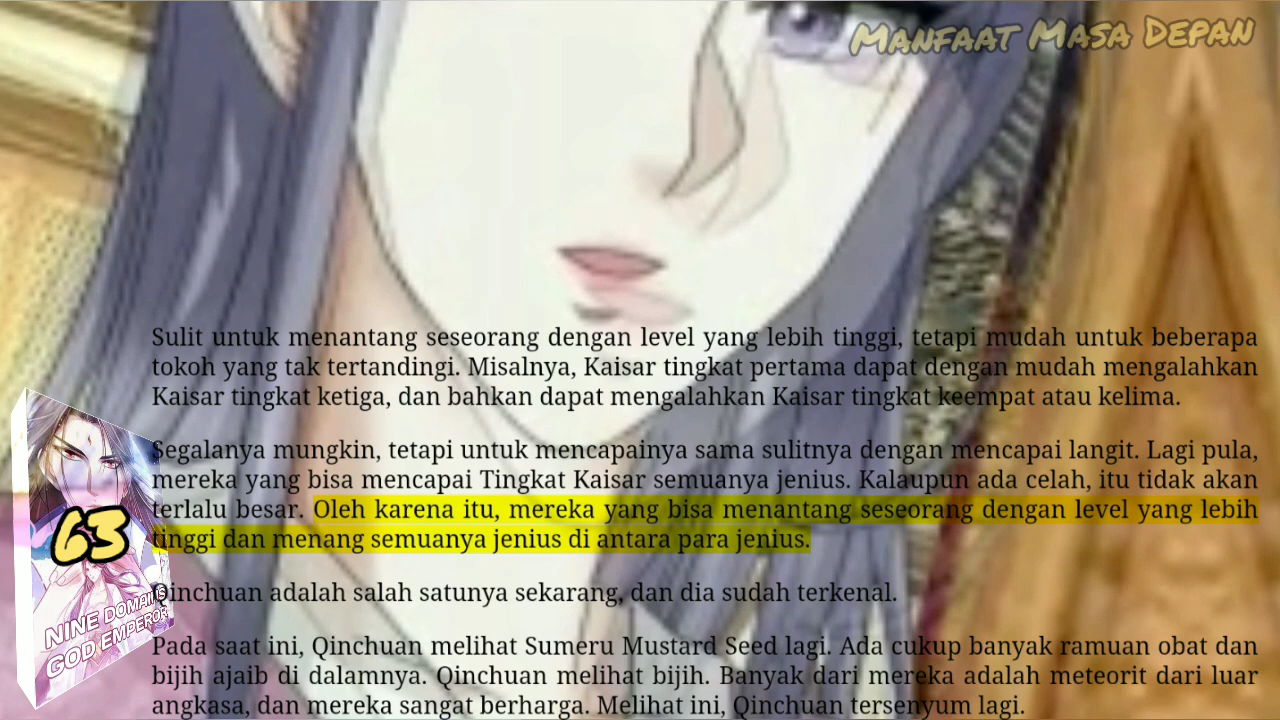 Manfaat Masa Depan
Sulit untuk menantang seseorang dengan level yang lebih tinggi, tetapi mudah untuk beberapa
tokoh yang tak tertandingi. Misalnya, Kaisar tingkat pertama dapat dengan mudah mengalahkan
Kaisar tingkat ketiga, dan bahkan dapat mengalahkan Kaisar tingkat keempat atau kelima.
Segalanya mungkin, tetapi untuk mencapainya sama sulitnya dengan mencapai langit. Lagi pula,
mereka yang bisa mencapai Tingkat Kaisar semuanya jenius. Kalaupun ada celah, itu tidak akan
terlalu besar. Oleh karena itu, mereka yang bisa menantang seseorang dengan level yang lebih
tinggi dan menang semuanya jenius di antara para jenius.
Qinchuan adalah salah satunya sekarang, dan dia sudah terkenal.
Pada saat ini, Qinchuan melihat Sumeru Mustard Seed lagi. Ada cukup banyak ramuan obat dan
bijih ajaib di dalamnya. Qinchuan melihat bijih. Banyak dari mereka adalah meteorit dari luar
angkasa, dan mereka sangat berharga. Melihat ini, Qinchuan tersenyum lagi.
63
NINE DOMAINS
GOD EMPEROR